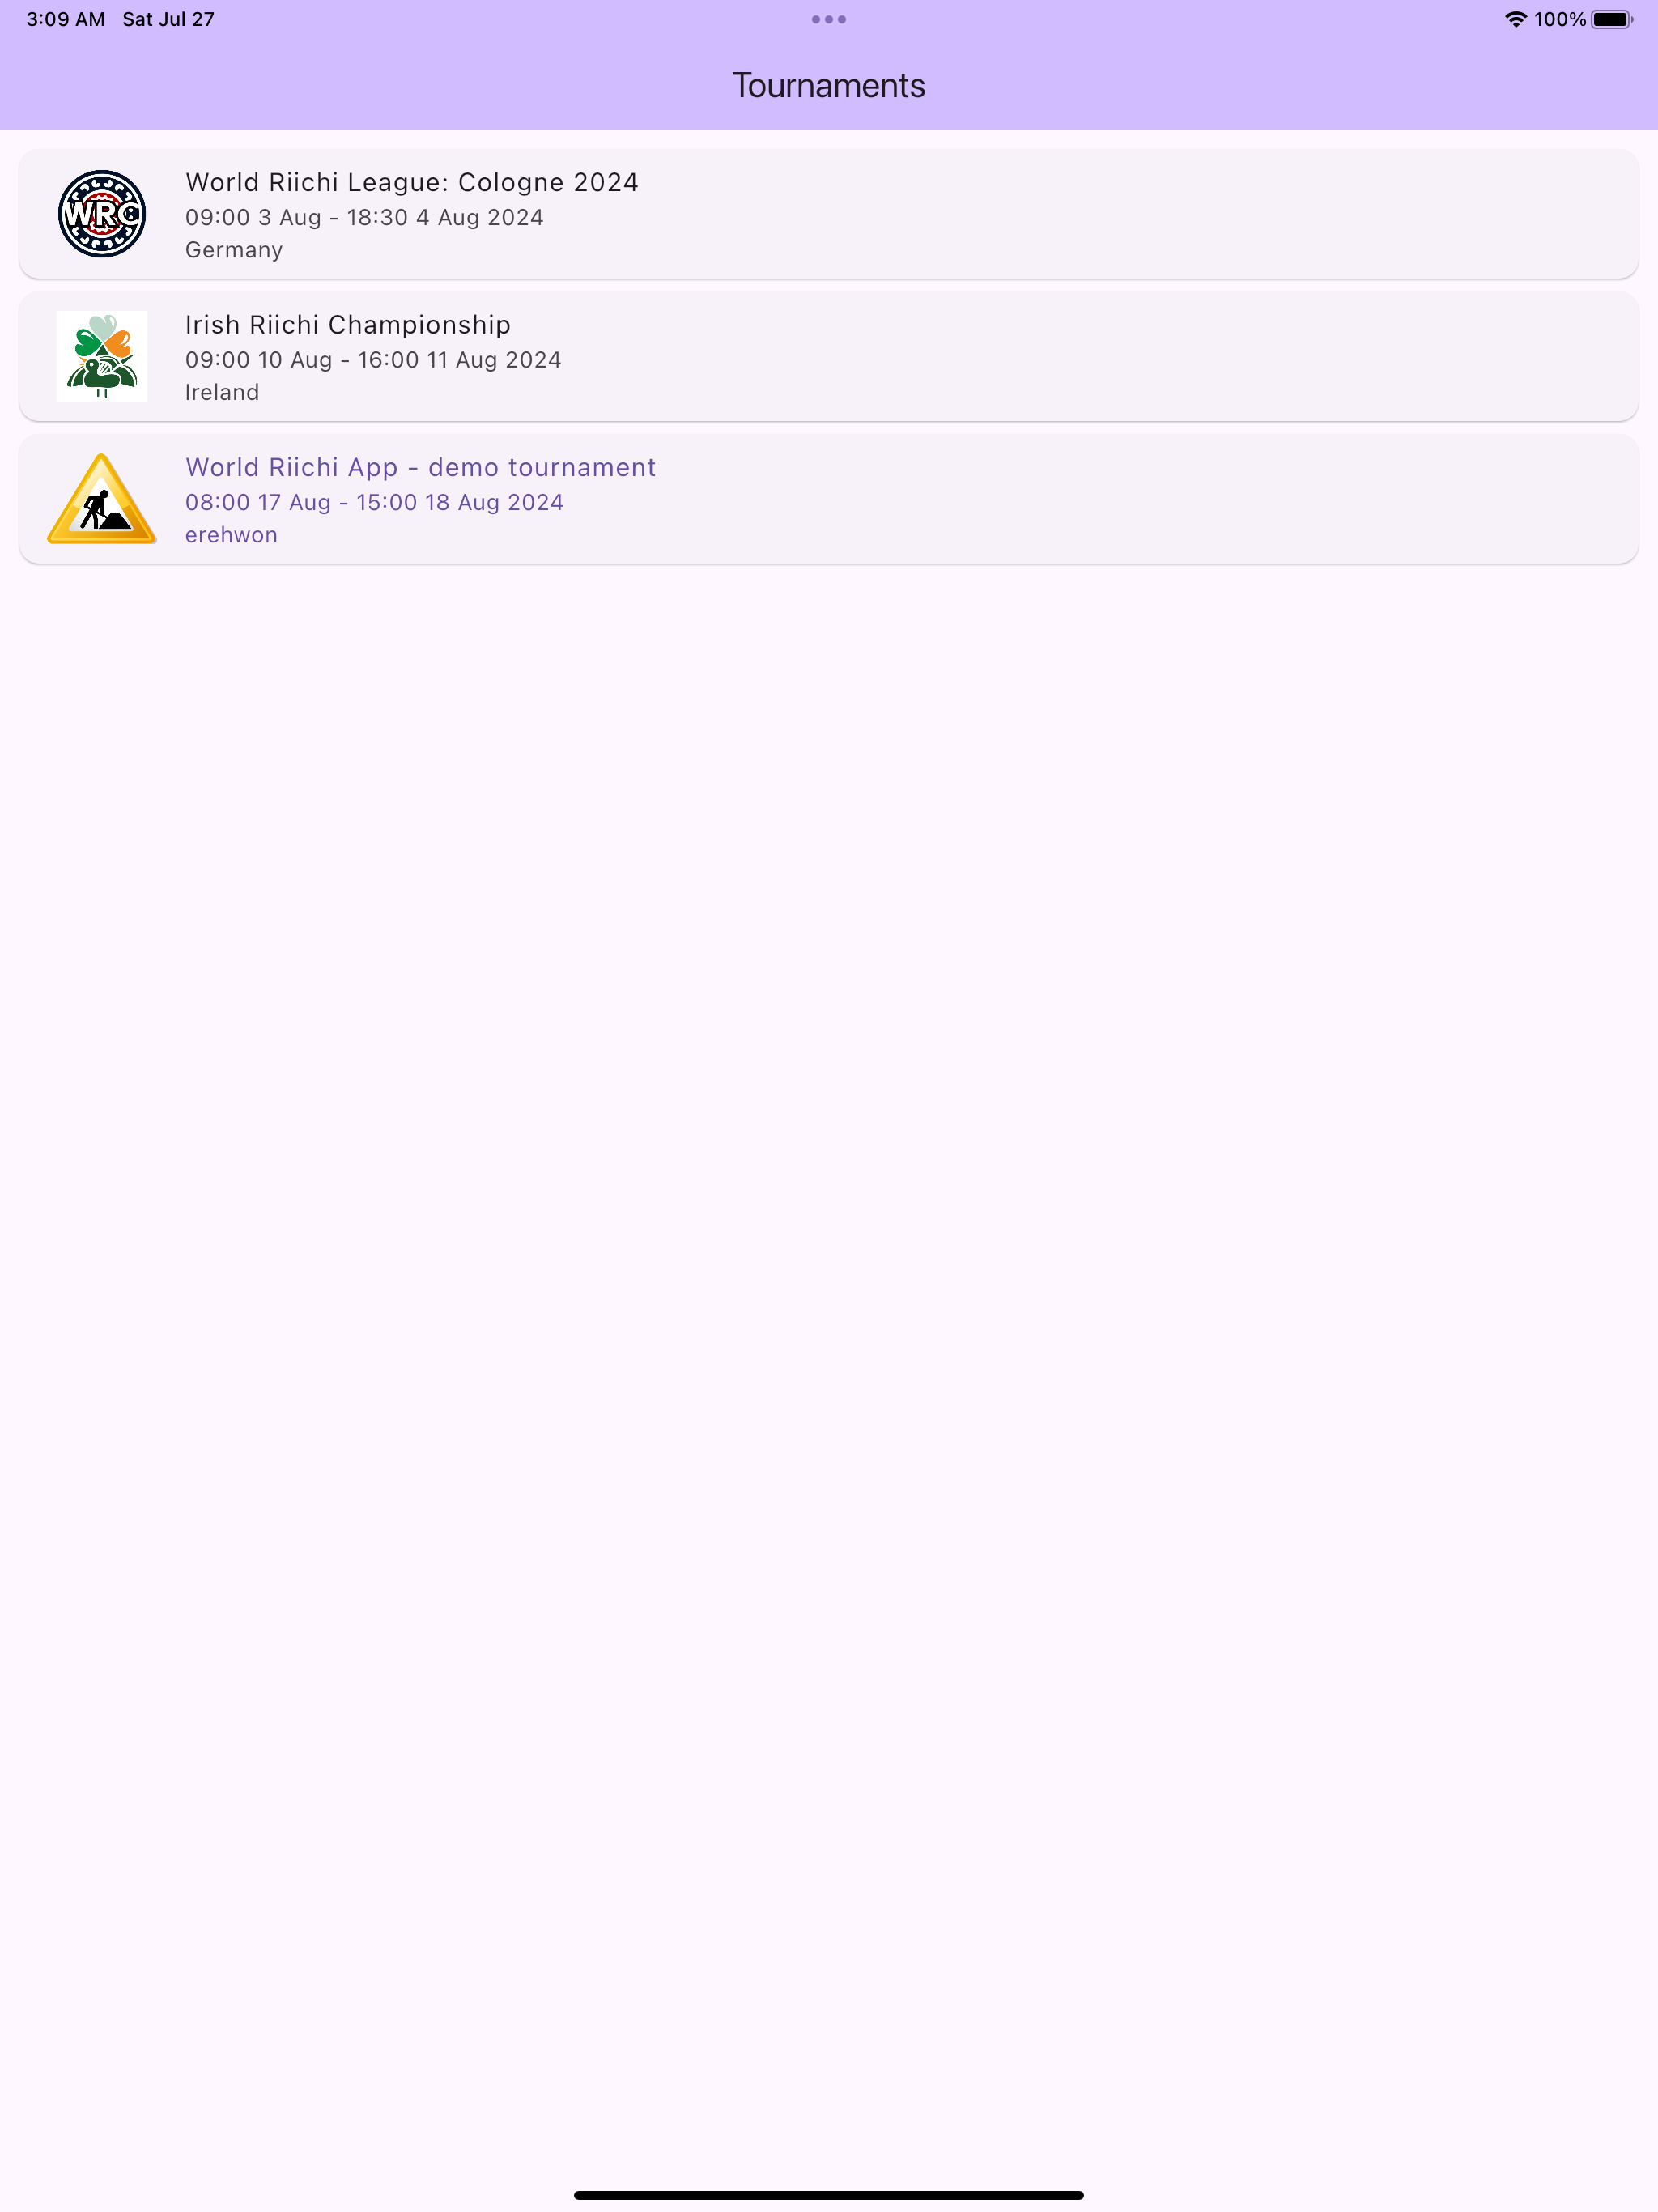 3:09 AM Sat Jul 27
100%
Tournaments
WRC
World Riichi League: Cologne 2024
09:00 3 Aug - 18:30 4 Aug 2024
Germany
Irish Riichi Championship
09:00 10 Aug - 16:00 11 Aug 2024
Ireland
World Riichi App - demo tournament
08:00 17 Aug - 15:00 18 Aug 2024
erehwon